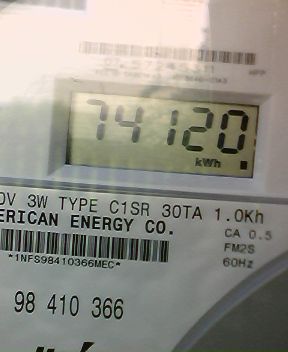 74120
kWh
0V 3W TYPE C1SR 30TA 1.0Kh
ERICAN ENERGY CO.
CA 0.5
FM2S
60Hz
*1NFS98410366MEC*
98 410 366